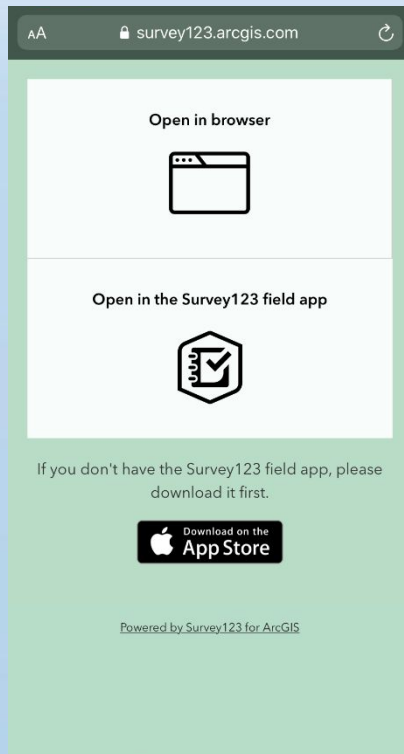 AA survey123.arcgis.com
Open in browser
Open in the Survey123 field app
If you don't have the Survey123 field app, please
download it first.
Download on the
App Store
Powered by Survey123 for ArcGIS